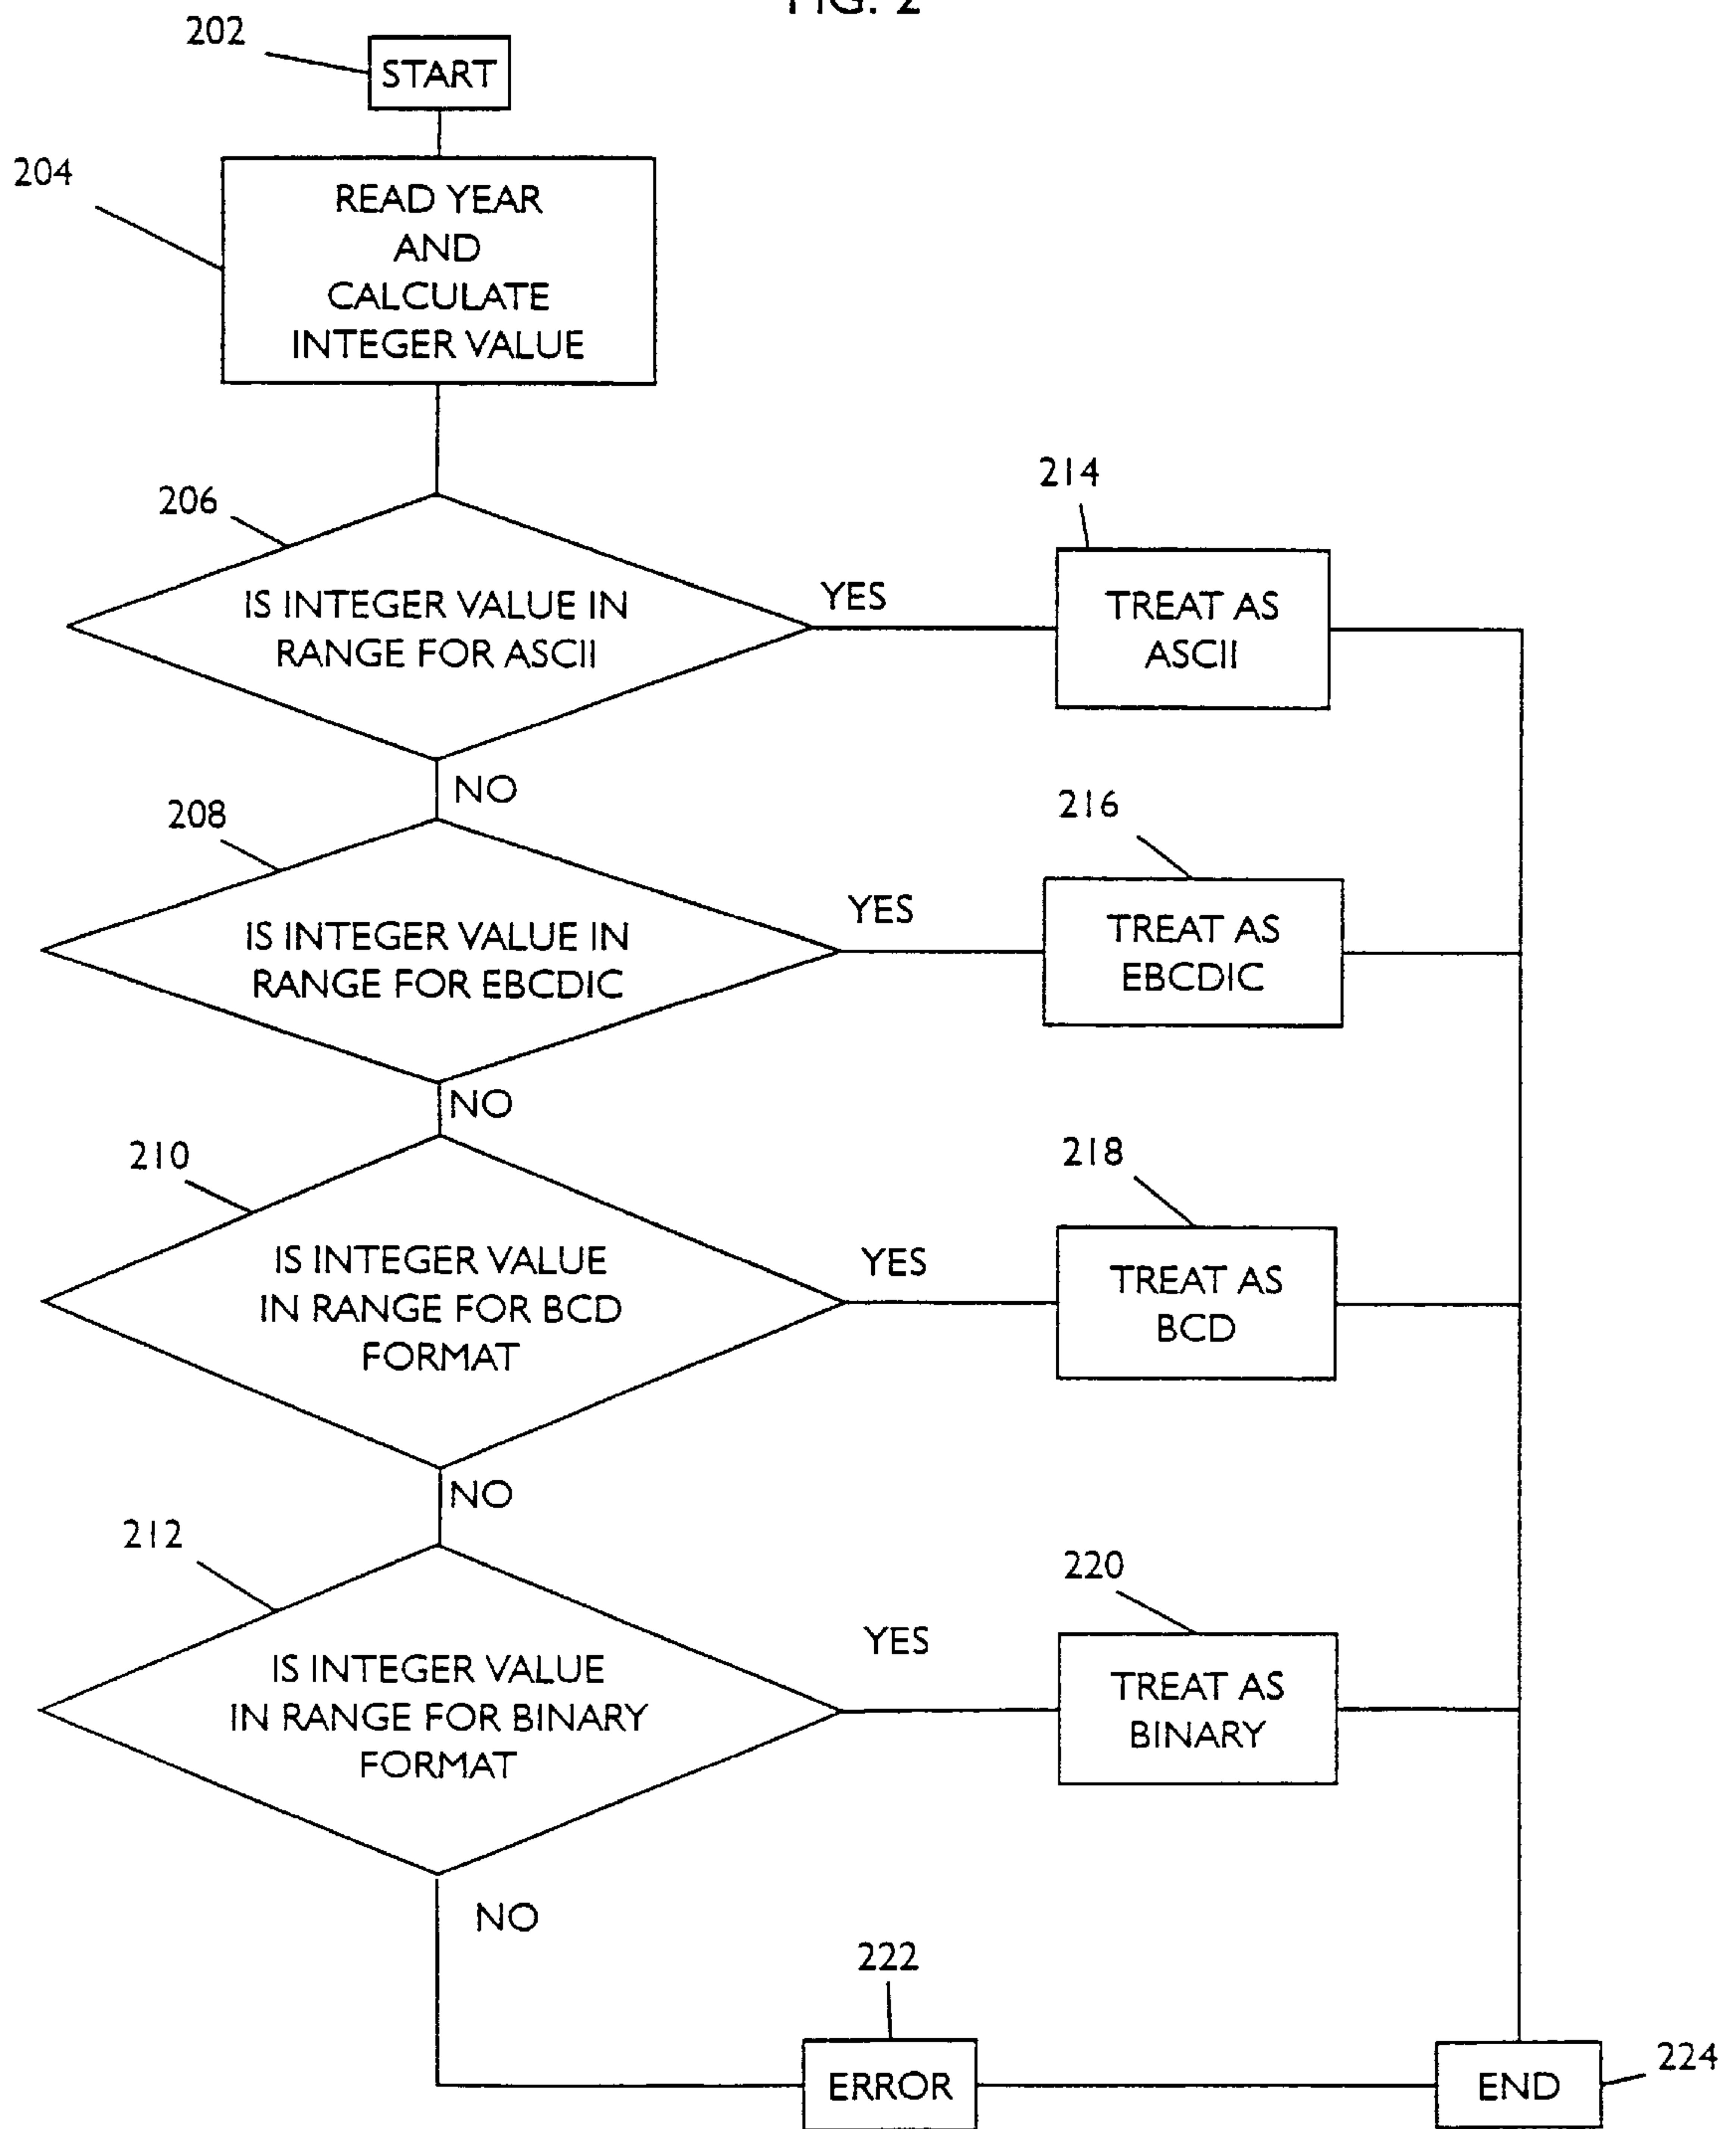 FIG. 2
202
START
204
READ YEAR
AND
CALCULATE
INTEGER VALUE
206
IS INTEGER VALUE IN
RANGE FOR ASCII
YES
214
TREAT AS
ASCII
NO
208
IS INTEGER VALUE IN
RANGE FOR EBCDIC
YES
216
TREAT AS
EBCDIC
NO
210
IS INTEGER VALUE
IN RANGE FOR BCD
FORMAT
YES
218
TREAT AS
BCD
NO
212
IS INTEGER VALUE
IN RANGE FOR BINARY
FORMAT
YES
220
TREAT AS
BINARY
NO
222
ERROR
END
224